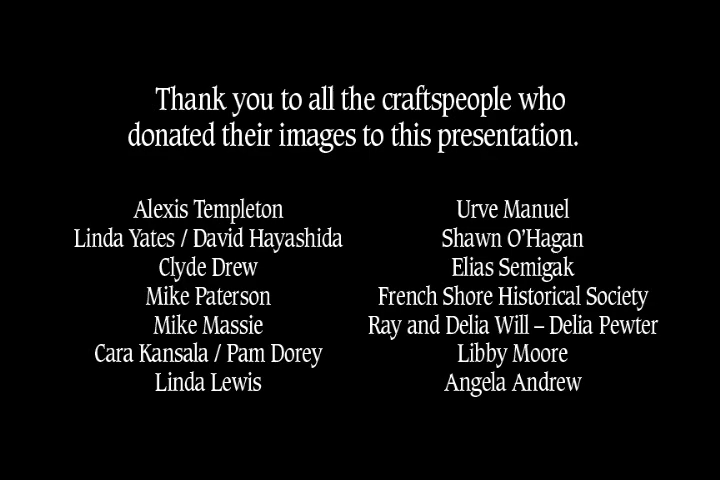 Thank you to all the craftspeople who
donated their images to this presentation.
Alexis Templeton
Linda Yates / David Hayashida
Clyde Drew
Mike Paterson
Mike Massie
Cara Kansala / Pam Dorey
Linda Lewis
Urve Manuel
Shawn O’Hagan
Elias Semigak
French Shore Historical Society
Ray and Delia Will – Delia Pewter
Libby Moore
Angela Andrew